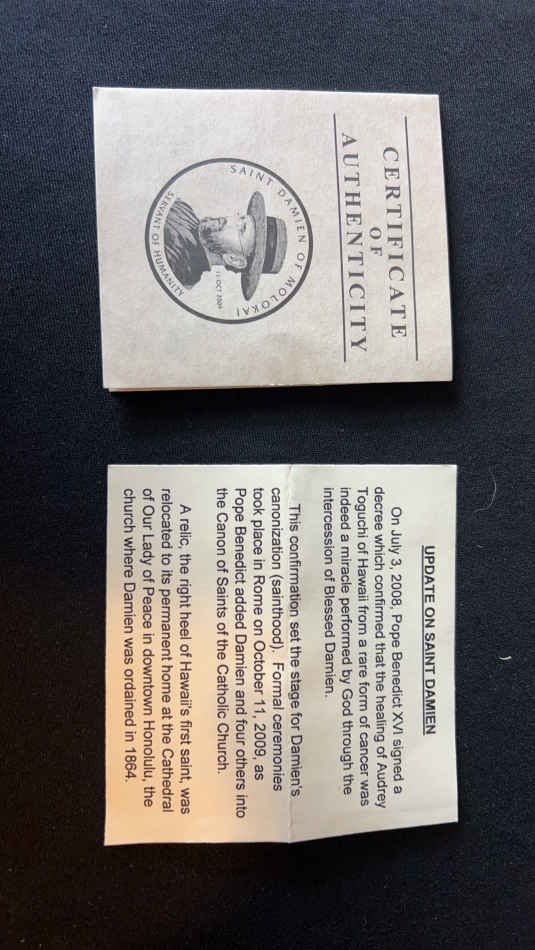 CERTIFICATE
OF
AUTHENTICITY
SAINT DAMIEN OF MOLOKAI
11 OCT 2009
SERVANT OF HUMANITY
UPDATE ON SAINT DAMIEN
On July 3, 2008, Pope Benedict XVI signed a
decree which confirmed that the healing of Audrey
Toguchi of Hawaii from a rare form of cancer was
indeed a miracle performed by God through the
intercession of Blessed Damien.
This confirmation set the stage for Damien's
canonization (sainthood). Formal ceremonies
took place in Rome on October 11, 2009, as
Pope Benedict added Damien and four others into
the Canon of Saints of the Catholic Church.
A relic, the right heel of Hawaii's first saint, was
relocated to its permanent home at the Cathedral
of Our Lady of Peace in downtown Honolulu, the
church where Damien was ordained in 1864.